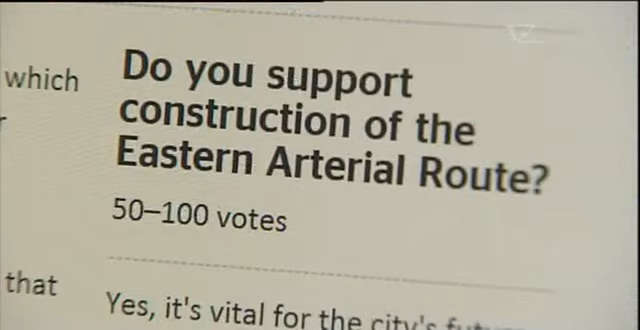 which
Do you support
construction of the
Eastern Arterial Route?
50–100 votes
that
Yes, it's vital for the city's